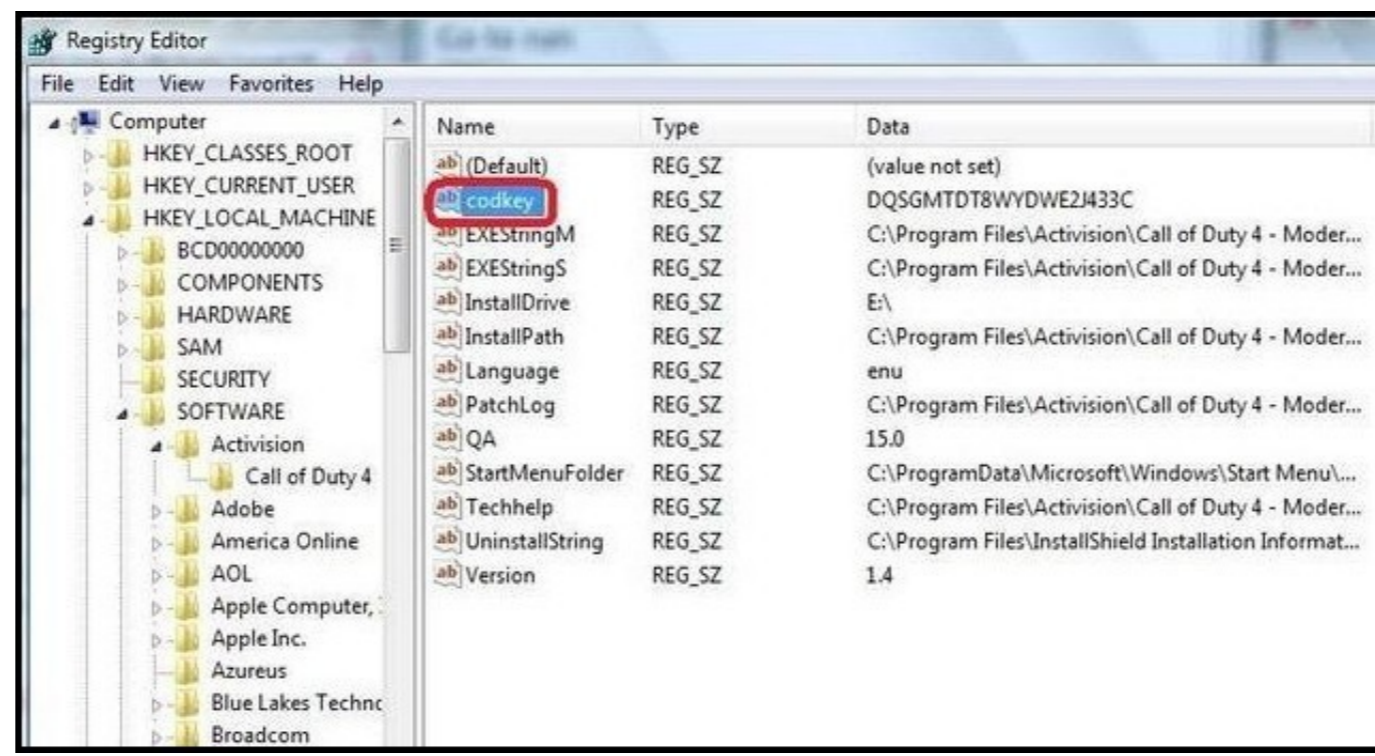 Registry Editor
File Edit View Favorites Help
Computer
HKEY_CLASSES_ROOT
HKEY_CURRENT_USER
HKEY_LOCAL_MACHINE
BCD00000000
COMPONENTS
HARDWARE
SAM
SECURITY
SOFTWARE
Activision
Call of Duty 4
Adobe
America Online
AOL
Apple Computer,
Apple Inc.
Azureus
Blue Lakes Techno
Broadcom
Name Type Data
(Default) REG_SZ (value not set)
codkey REG_SZ DQSGMTDT8WYDWE2J433C
EXEStringM REG_SZ C:\Program Files\Activision\Call of Duty 4 - Moder...
EXEStringS REG_SZ C:\Program Files\Activision\Call of Duty 4 - Moder...
InstallDrive REG_SZ E:\
InstallPath REG_SZ C:\Program Files\Activision\Call of Duty 4 - Moder...
Language REG_SZ enu
PatchLog REG_SZ C:\Program Files\Activision\Call of Duty 4 - Moder...
QA REG_SZ 15.0
StartMenuFolder REG_SZ C:\ProgramData\Microsoft\Windows\Start Menu\...
Techhelp REG_SZ C:\Program Files\Activision\Call of Duty 4 - Moder...
UninstallString REG_SZ C:\Program Files\InstallShield Installation Informat...
Version REG_SZ 1.4